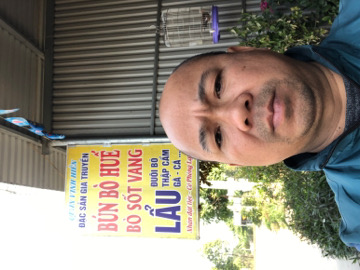 ĐẶC SẢN GIA TRUYỀN
BÚN BÒ HUẾ
BÒ SỐT VANG
LẨU
ĐUÔI BÒ
THẬP CẨM
GÀ - CÁ ...